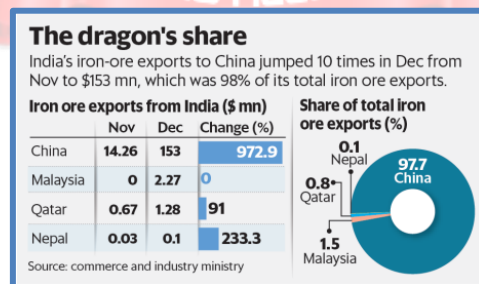 The dragon's share
India's iron-ore exports to China jumped 10 times in Dec from
Nov to $153 mn, which was 98% of its total iron ore exports.
Iron ore exports from India ($ mn)
Nov Dec Change (%)
China 14.26 153 972.9
Malaysia 0 2.27 0
Qatar 0.67 1.28 91
Nepal 0.03 0.1 233.3
Source: commerce and industry ministry
Share of total iron
ore exports (%)
0.1
Nepal
97.7
China
0.8
Qatar
1.5
Malaysia